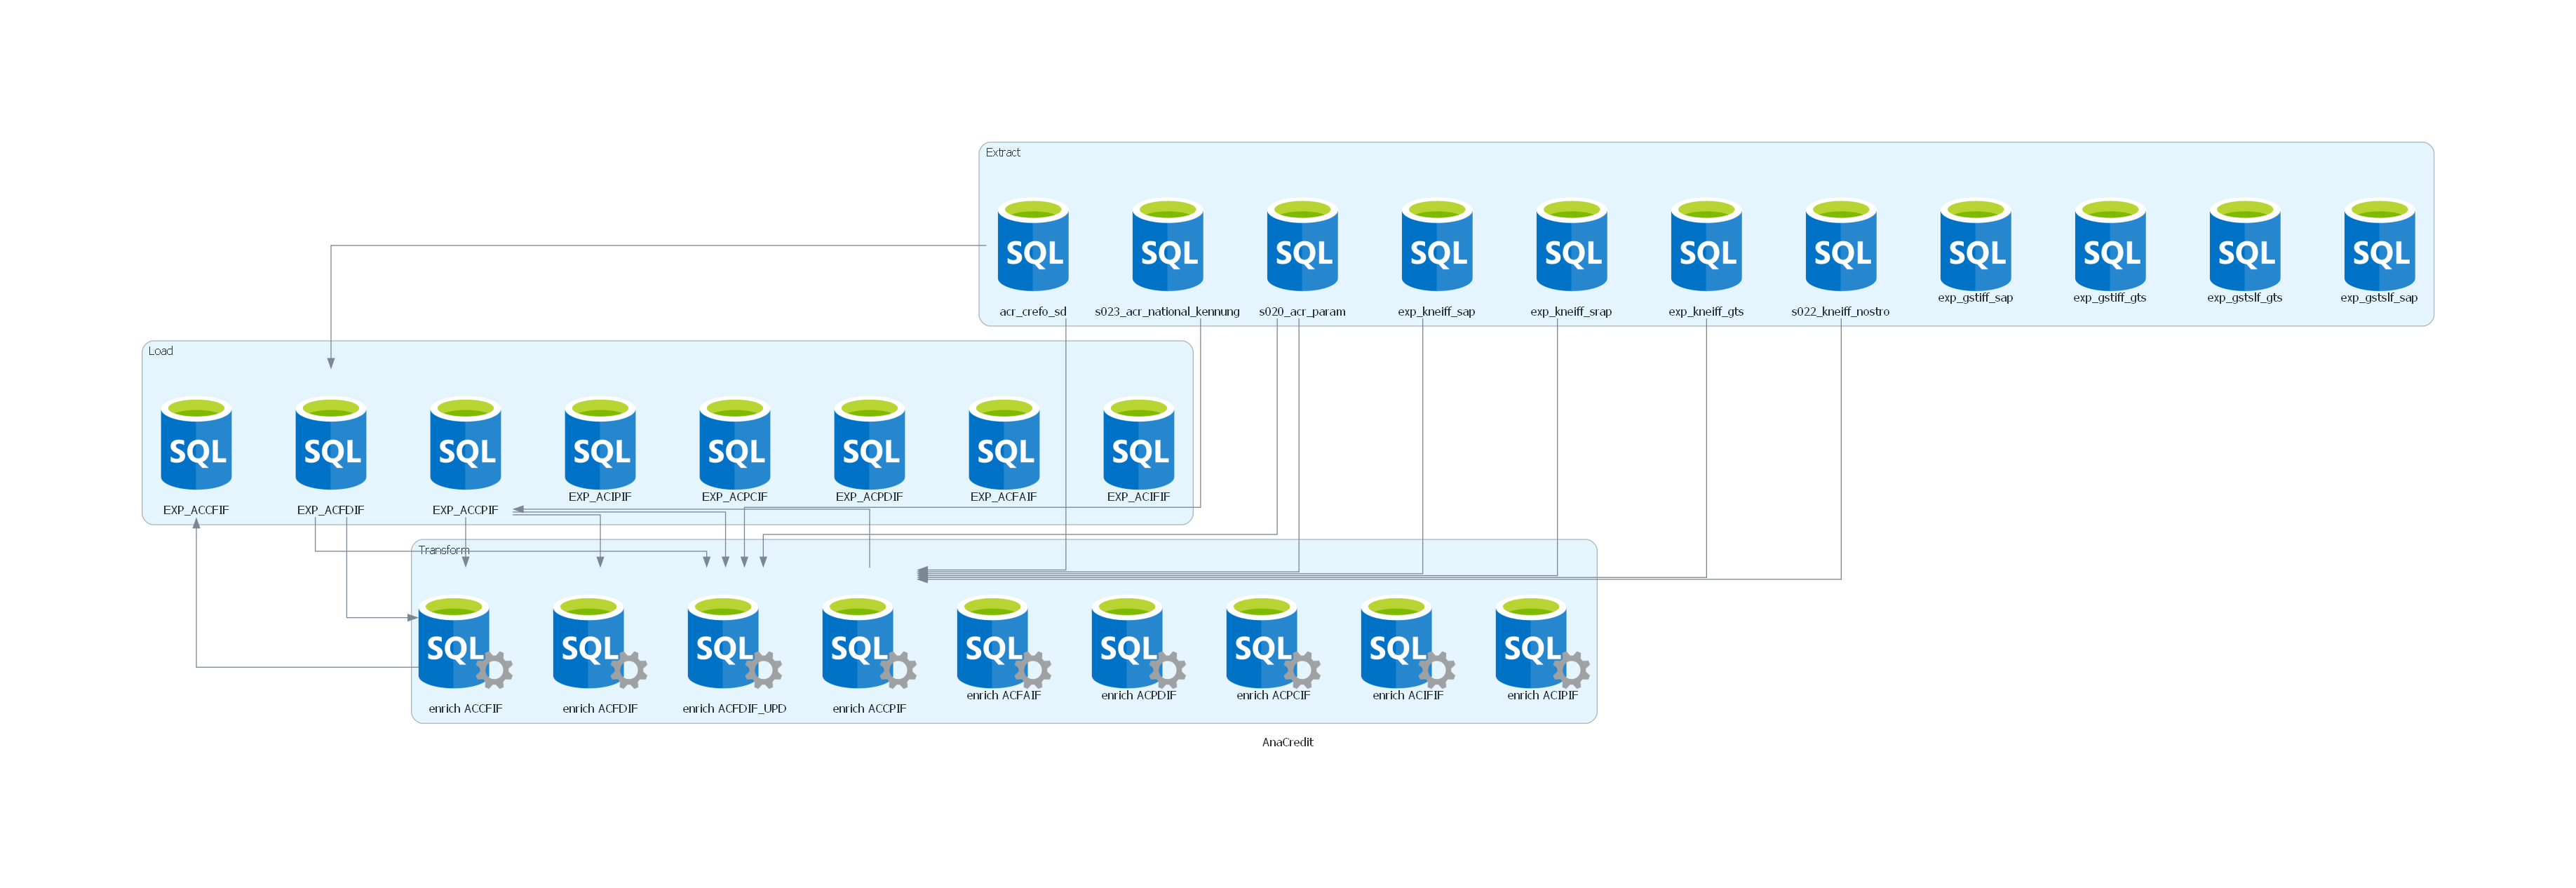 Extract
SQL SQL SQL SQL SQL SQL SQL SQL SQL SQL SQL
acr_crefo_sd s023_acr_national_kennung s020_acr_param exp_kneiff_sap exp_kneiff_srap exp_kneiff_gts s022_kneiff_nostro exp_gstiff_sap exp_gstiff_gts exp_gstslf_gts exp_gstslf_sap
Load
SQL SQL SQL SQL SQL SQL SQL SQL
EXP_ACCFIF EXP_ACFDIF EXP_ACCPIF EXP_ACIPIF EXP_ACPCIF EXP_ACPDIF EXP_ACFAIF EXP_ACIFIF
Transform
SQL SQL SQL SQL SQL SQL SQL SQL SQL
enrich ACCFIF enrich ACFDIF enrich ACFDIF_UPD enrich ACCPIF enrich ACFAIF enrich ACPDIF enrich ACPCIF enrich ACIFIF enrich ACIPIF
AnaCredit